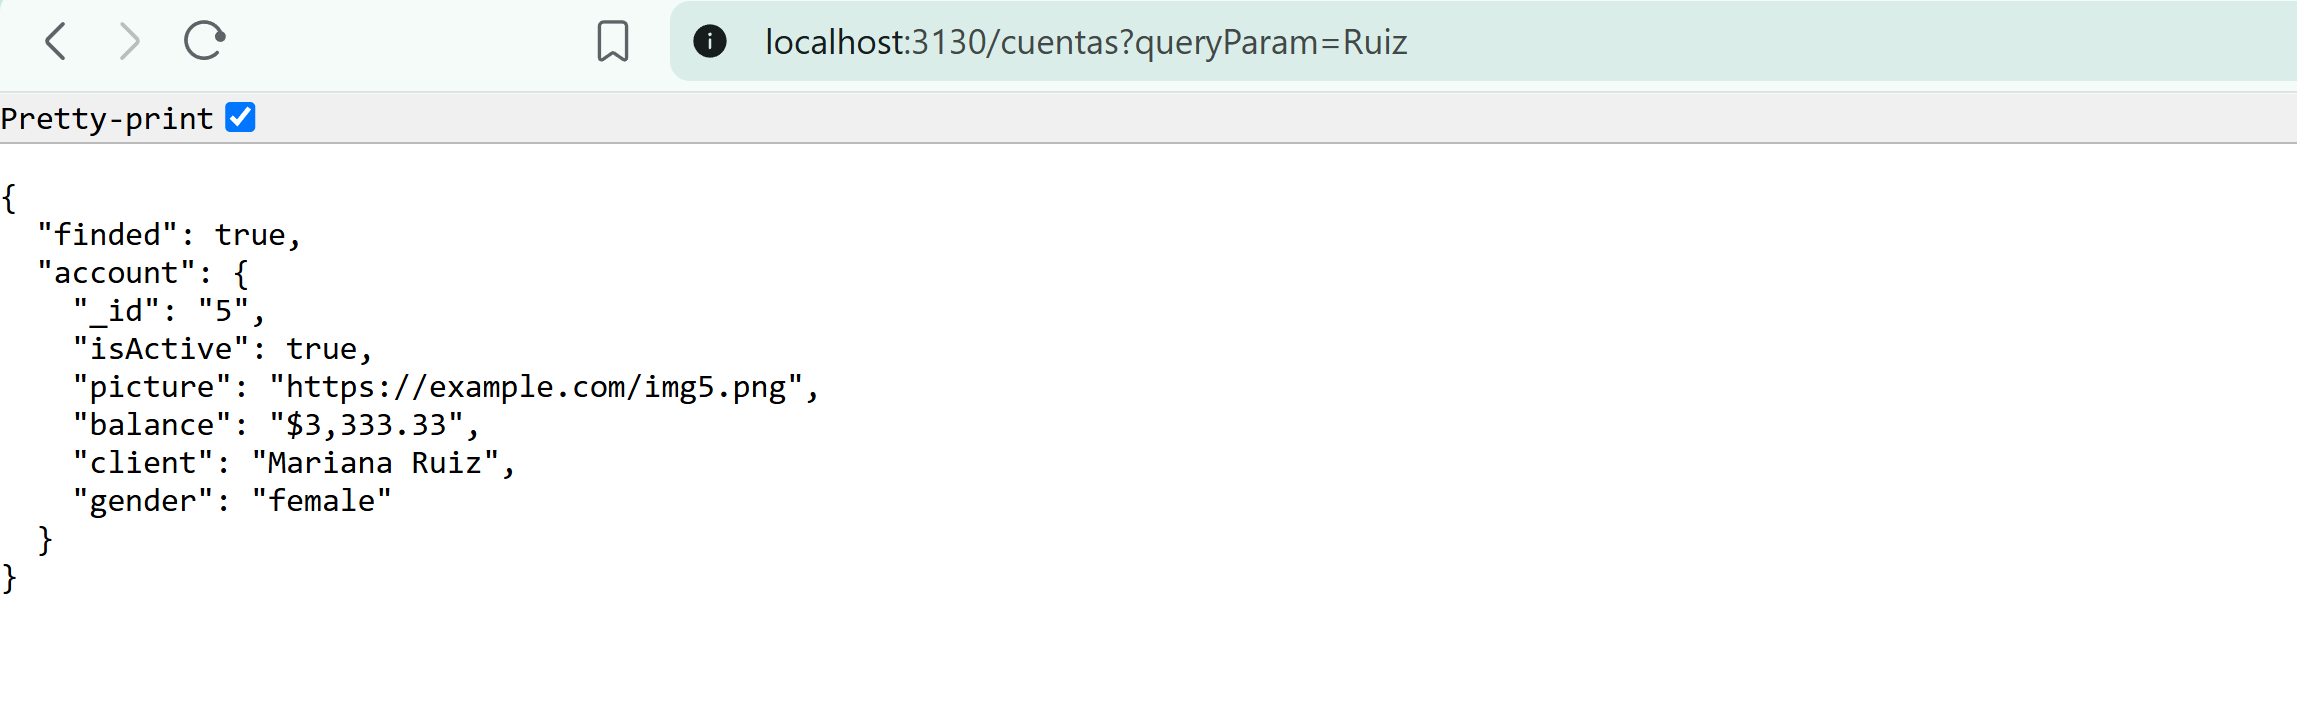 localhost:3130/cuentas?queryParam=Ruiz
Pretty-print
{
  "finded": true,
  "account": {
    "_id": "5",
    "isActive": true,
    "picture": "https://example.com/img5.png",
    "balance": "$3,333.33",
    "client": "Mariana Ruiz",
    "gender": "female"
  }
}